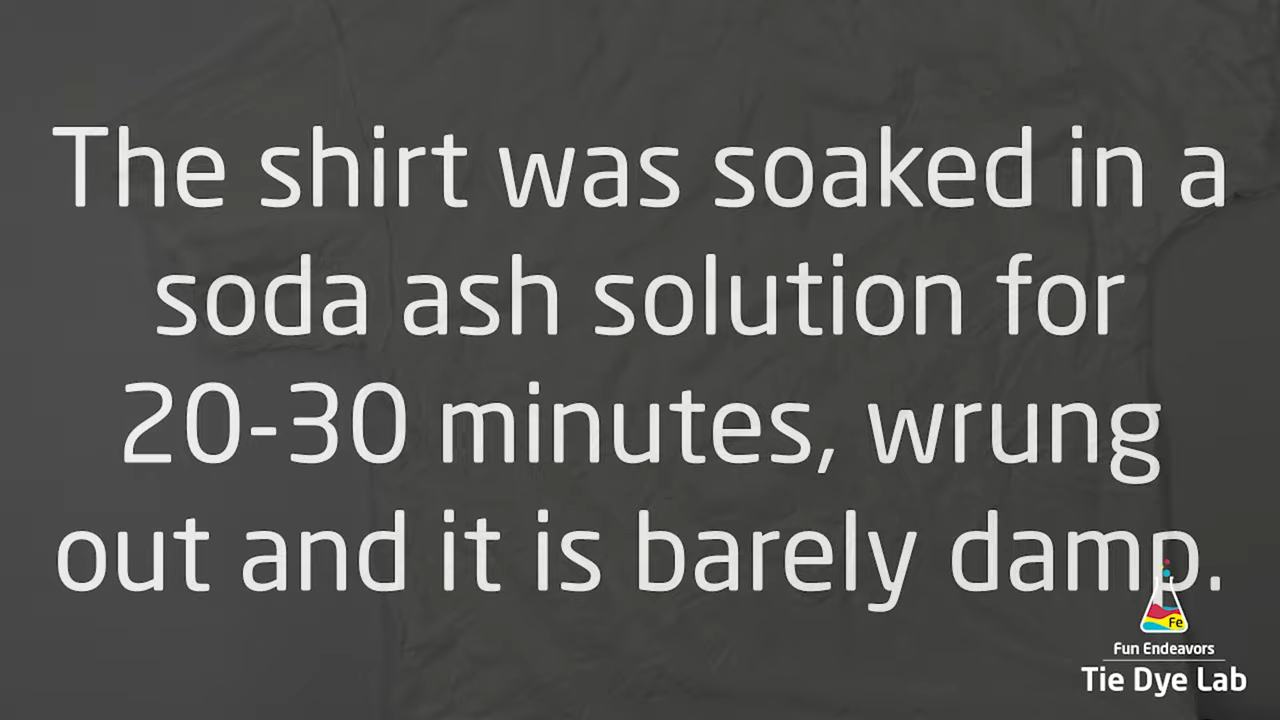 The shirt was soaked in a
soda ash solution for
20-30 minutes, wrung
out and it is barely damp.
Fe
Fun Endeavors
Tie Dye Lab